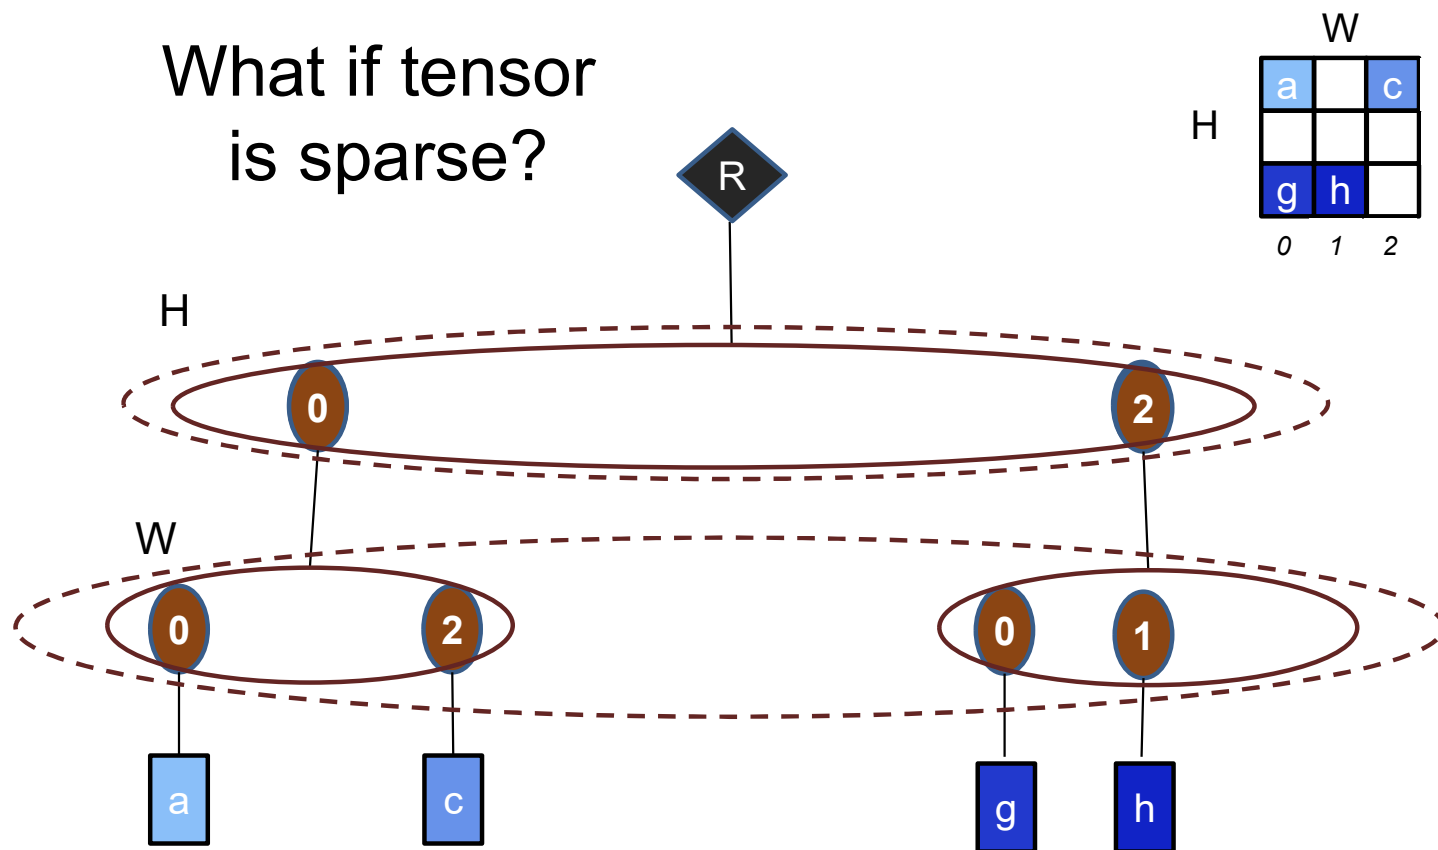 What if tensor
is sparse?
W
H
a c
g h
0 1 2
R
H
0 2
W
0 2 0 1
a c g h